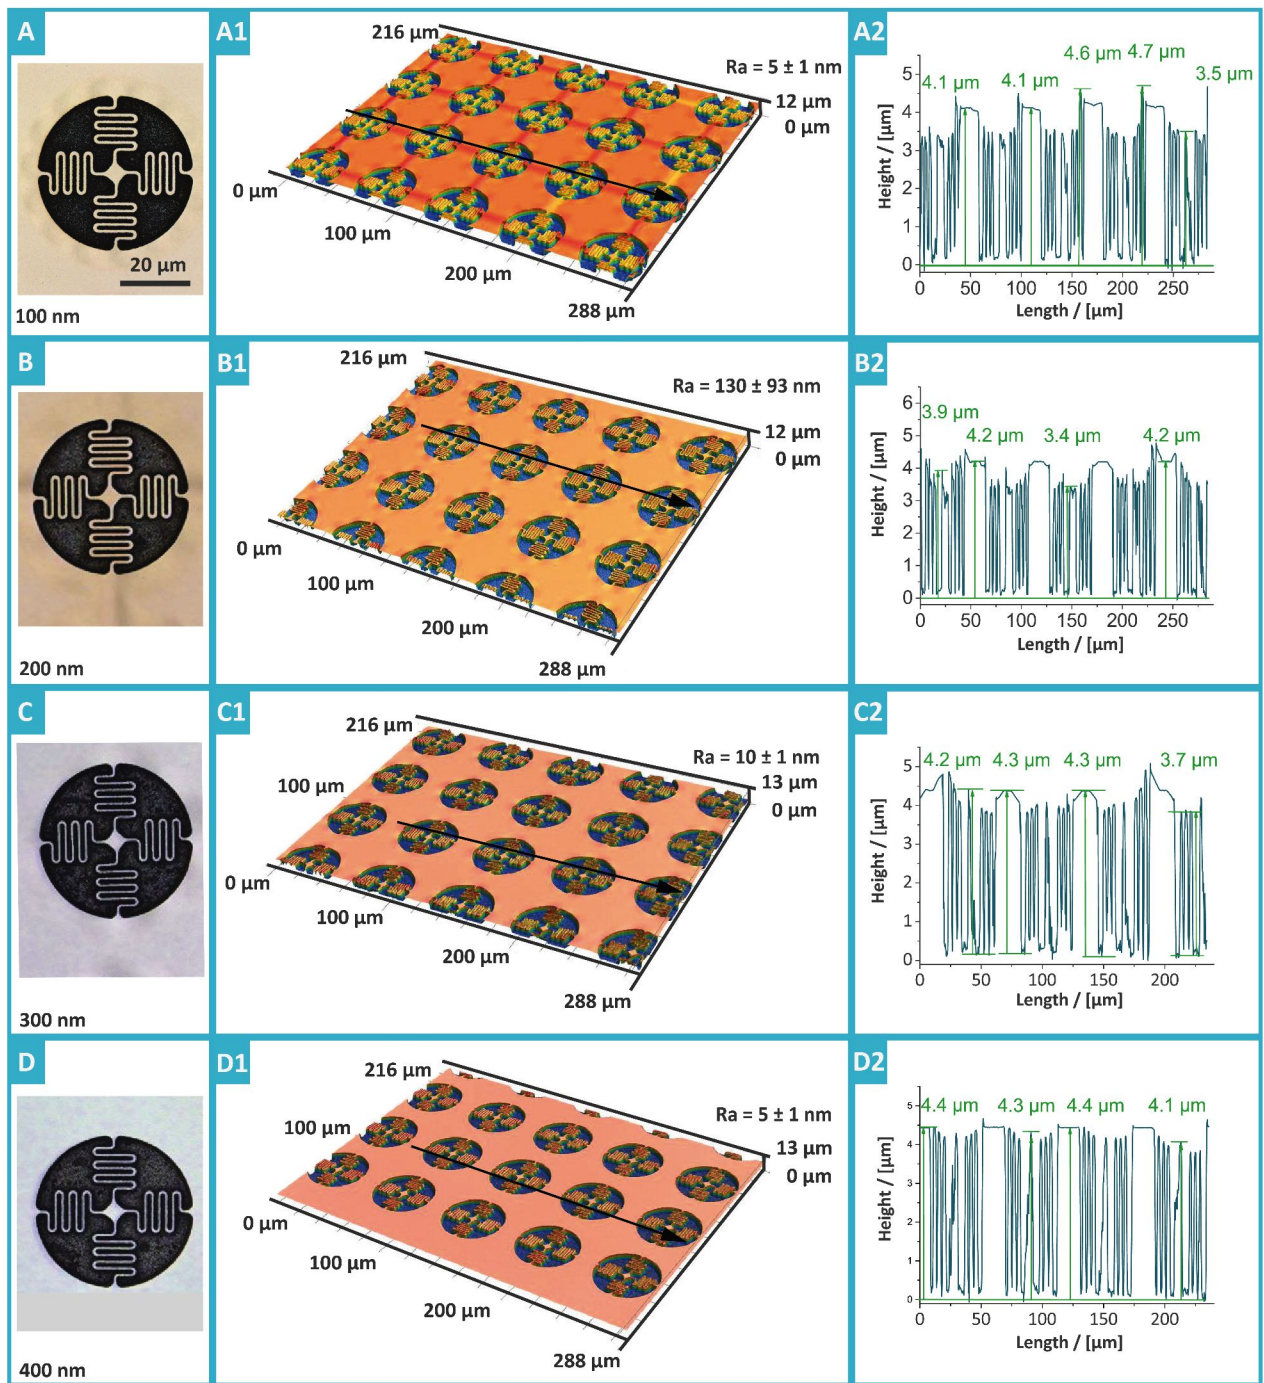 A
20 µm
100 nm
A1
216 µm
Ra = 5 ± 1 nm
12 µm
0 µm
0 µm
100 µm
200 µm
288 µm
A2
4.1 µm
4.1 µm
4.6 µm
4.7 µm
3.5 µm
Height / [µm]
5
4
3
2
1
0
0 50 100 150 200 250
Length / [µm]
B
200 nm
B1
216 µm
Ra = 130 ± 93 nm
12 µm
0 µm
0 µm
100 µm
200 µm
288 µm
B2
3.9 µm
4.2 µm
3.4 µm
4.2 µm
Height / [µm]
6
5
4
3
2
1
0
0 50 100 150 200 250
Length / [µm]
C
300 nm
C1
216 µm
Ra = 10 ± 1 nm
13 µm
0 µm
100 µm
0 µm
100 µm
200 µm
288 µm
C2
4.2 µm
4.3 µm
4.3 µm
3.7 µm
Height / [µm]
5
4
3
2
1
0
0 50 100 150 200
Length / [µm]
D
400 nm
D1
216 µm
Ra = 5 ± 1 nm
13 µm
0 µm
100 µm
0 µm
100 µm
200 µm
288 µm
D2
4.4 µm
4.3 µm
4.4 µm
4.1 µm
Height / [µm]
5
4
3
2
1
0
0 50 100 150 200
Length / [µm]